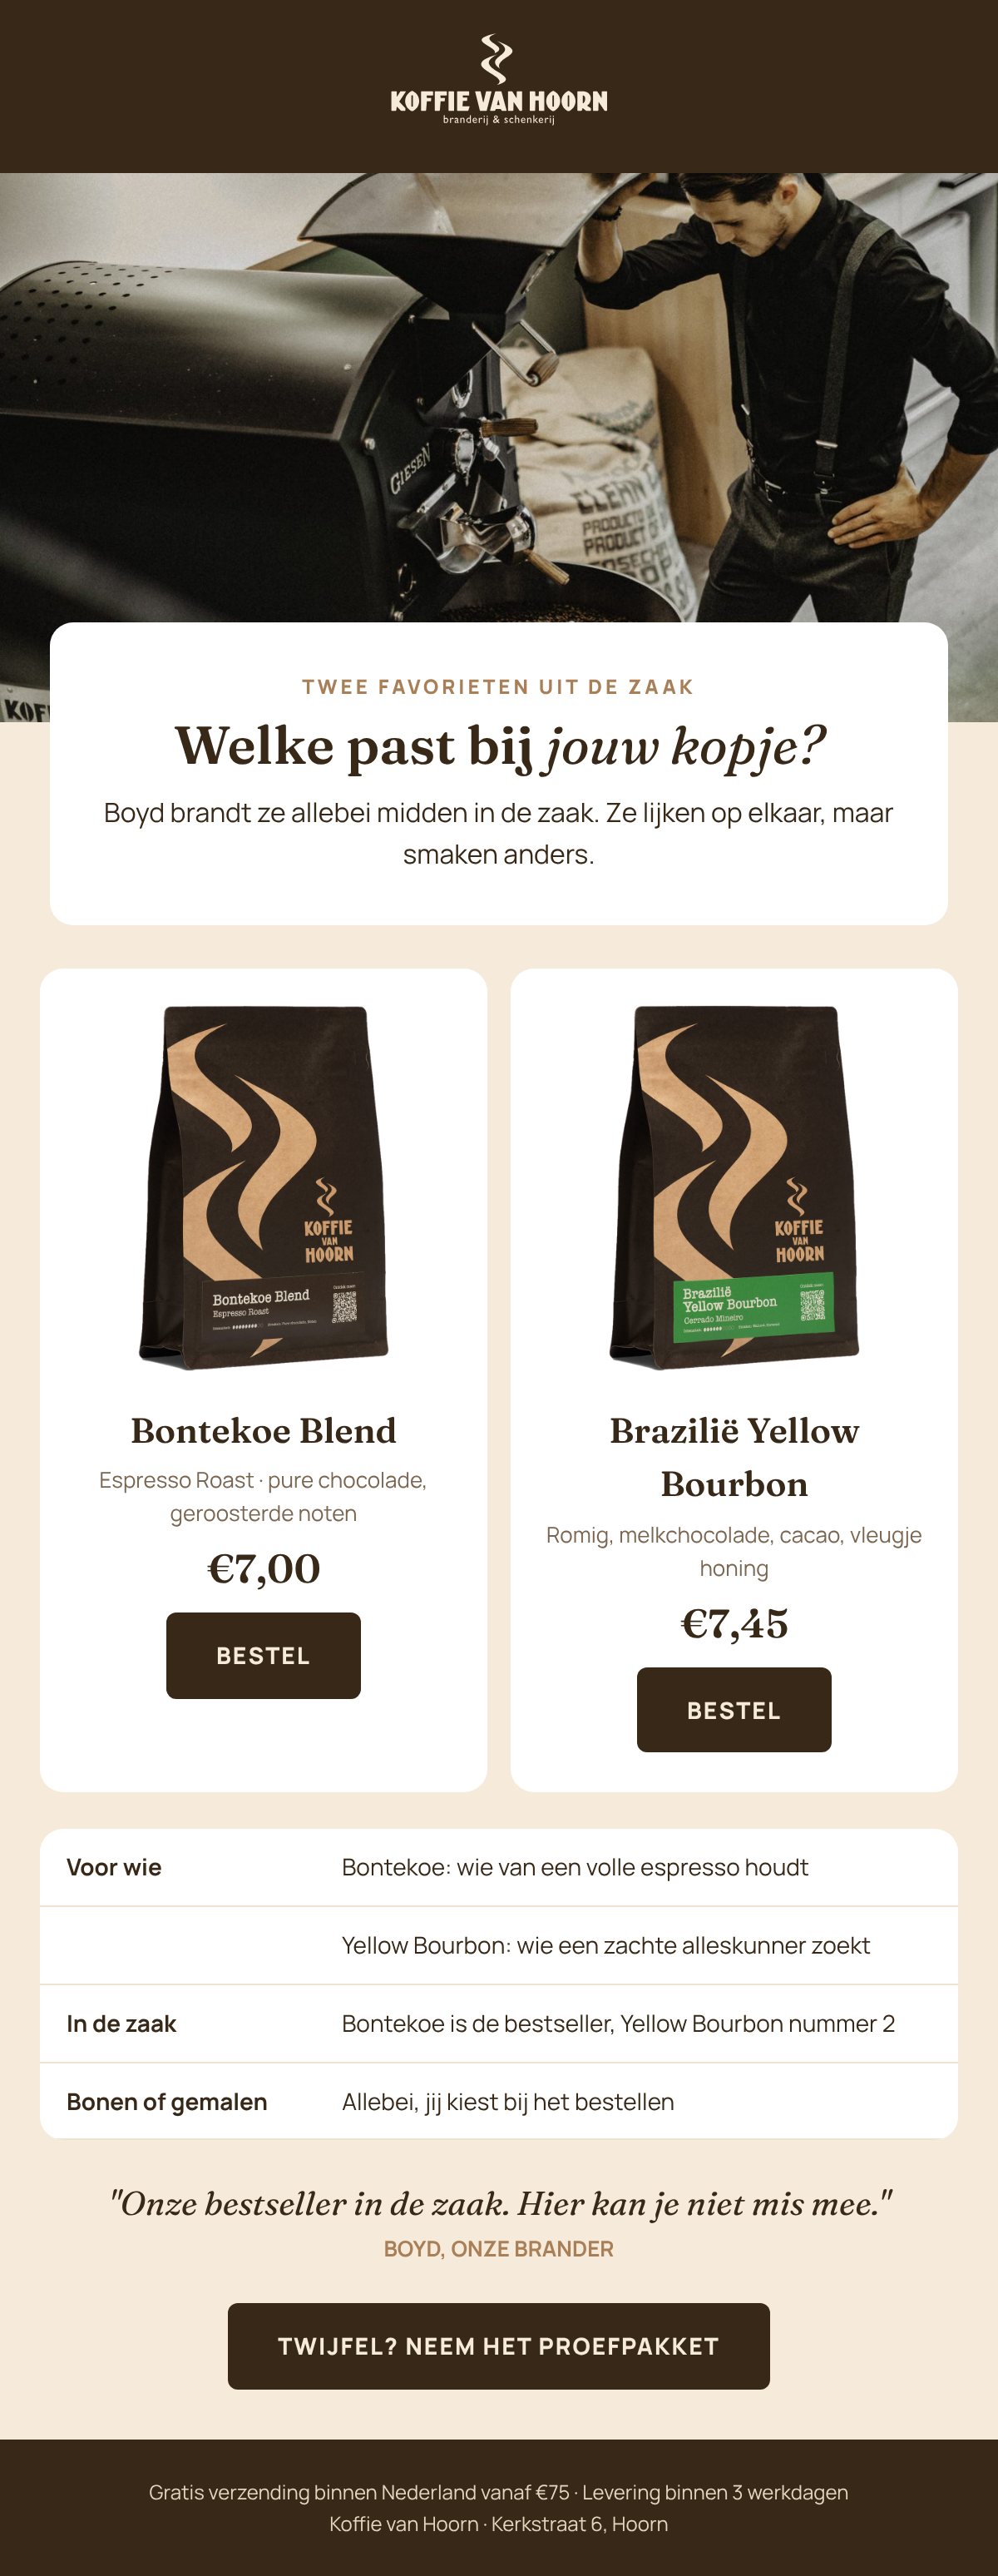 KOFFIE VAN HOORN
branderij & schenkerij
GIESEN
CLEAN
PRODUCT
PRODUCT
KOF
TWEE FAVORIETEN UIT DE ZAAK
Welke past bij jouw kopje?
Boyd brandt ze allebei midden in de zaak. Ze lijken op elkaar, maar
smaken anders.
KOFFIE
VAN
HOORN
Bontekoe Blend
Espresso Roast
KOFFIE
VAN
HOORN
Brazilië
Yellow Bourbon
Cerrado Mineiro
Bontekoe Blend
Espresso Roast · pure chocolade,
geroosterde noten
€7,00
BESTEL
Brazilië Yellow
Bourbon
Romig, melkchocolade, cacao, vleugje
honing
€7,45
BESTEL
Voor wie Bontekoe: wie van een volle espresso houdt
Yellow Bourbon: wie een zachte alleskunner zoekt
In de zaak Bontekoe is de bestseller, Yellow Bourbon nummer 2
Bonen of gemalen Allebei, jij kiest bij het bestellen
"Onze bestseller in de zaak. Hier kan je niet mis mee."
BOYD, ONZE BRANDER
TWIJFEL? NEEM HET PROEFPAKKET
Gratis verzending binnen Nederland vanaf €75 · Levering binnen 3 werkdagen
Koffie van Hoorn · Kerkstraat 6, Hoorn